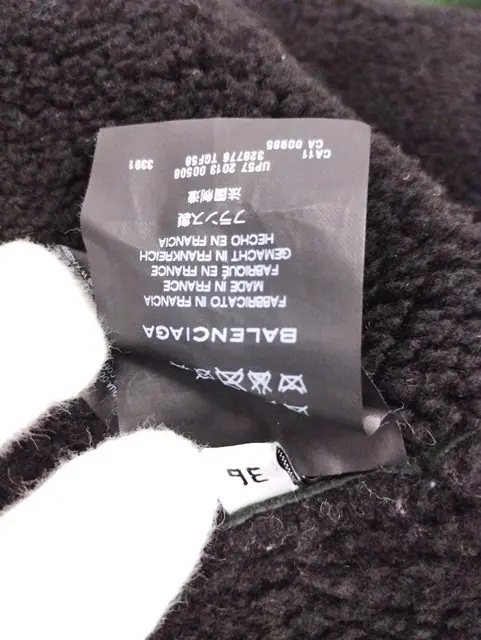 BALENCIAGA
FABBRICATO IN FRANCIA
MADE IN FRANCE
FABRIQUÉ EN FRANCE
GEMACHT IN FRANKREICH
HECHO EN FRANCIA
フランス製
法国制造
UP57 2013 00508
CA11 328776 TGF58 3391
CA 00985
36